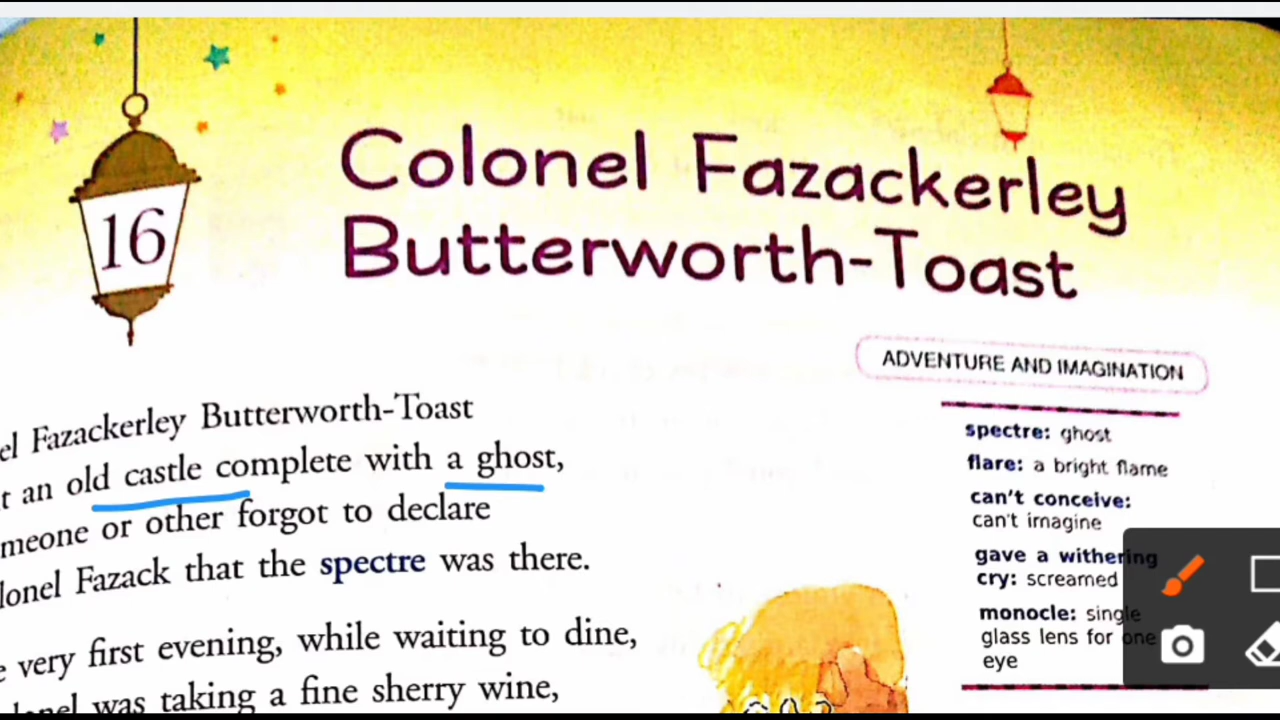 16
Colonel Fazackerley
Butterworth-Toast
ADVENTURE AND IMAGINATION
el Fazackerley Butterworth-Toast
t an old castle complete with a ghost,
meone or other forgot to declare
lonel Fazack that the spectre was there.
e very first evening, while waiting to dine,
lonel was taking a fine sherry wine,
spectre: ghost
flare: a bright flame
can't conceive:
can't imagine
gave a withering
cry: screamed
monocle: single
glass lens for one
eye